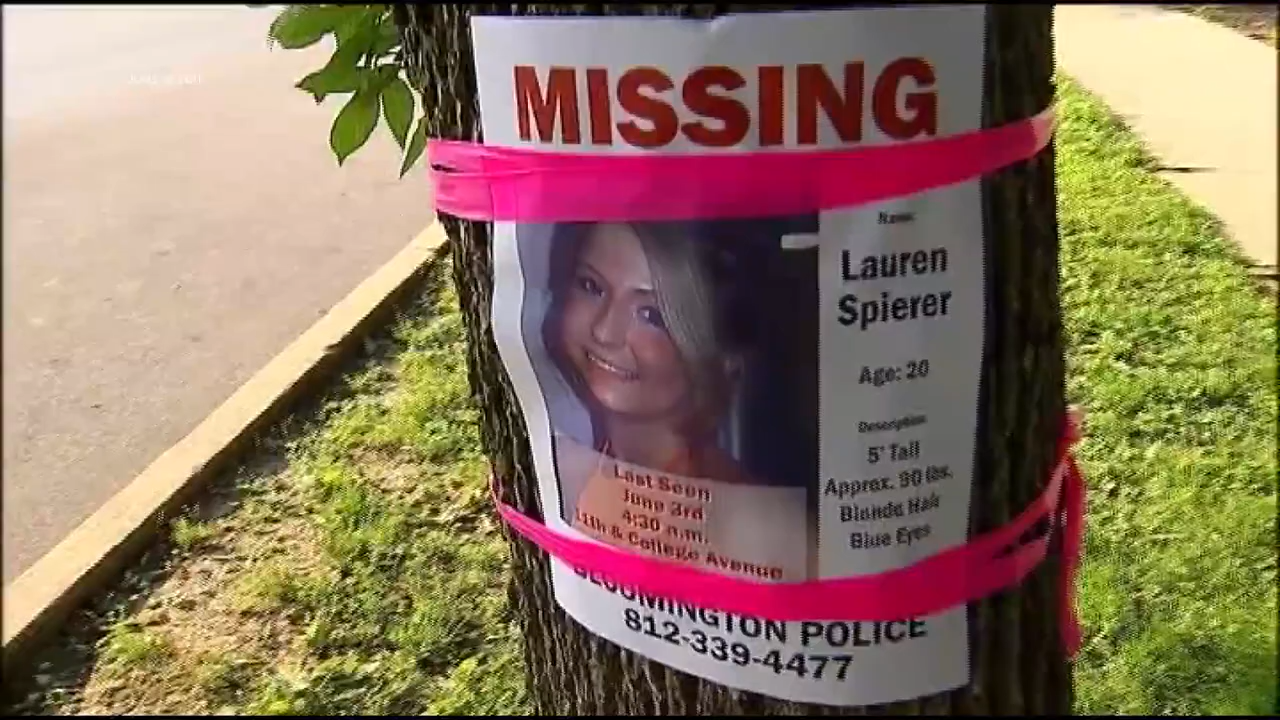 MISSING
Name:
Lauren
Spierer
Age: 20
Description
5' Tall
Approx. 90 lbs.
Blonde Hair
Blue Eyes
Last Seen
June 3rd
4:30 a.m.
11th & College Avenue
BLOOMINGTON POLICE
812-339-4477